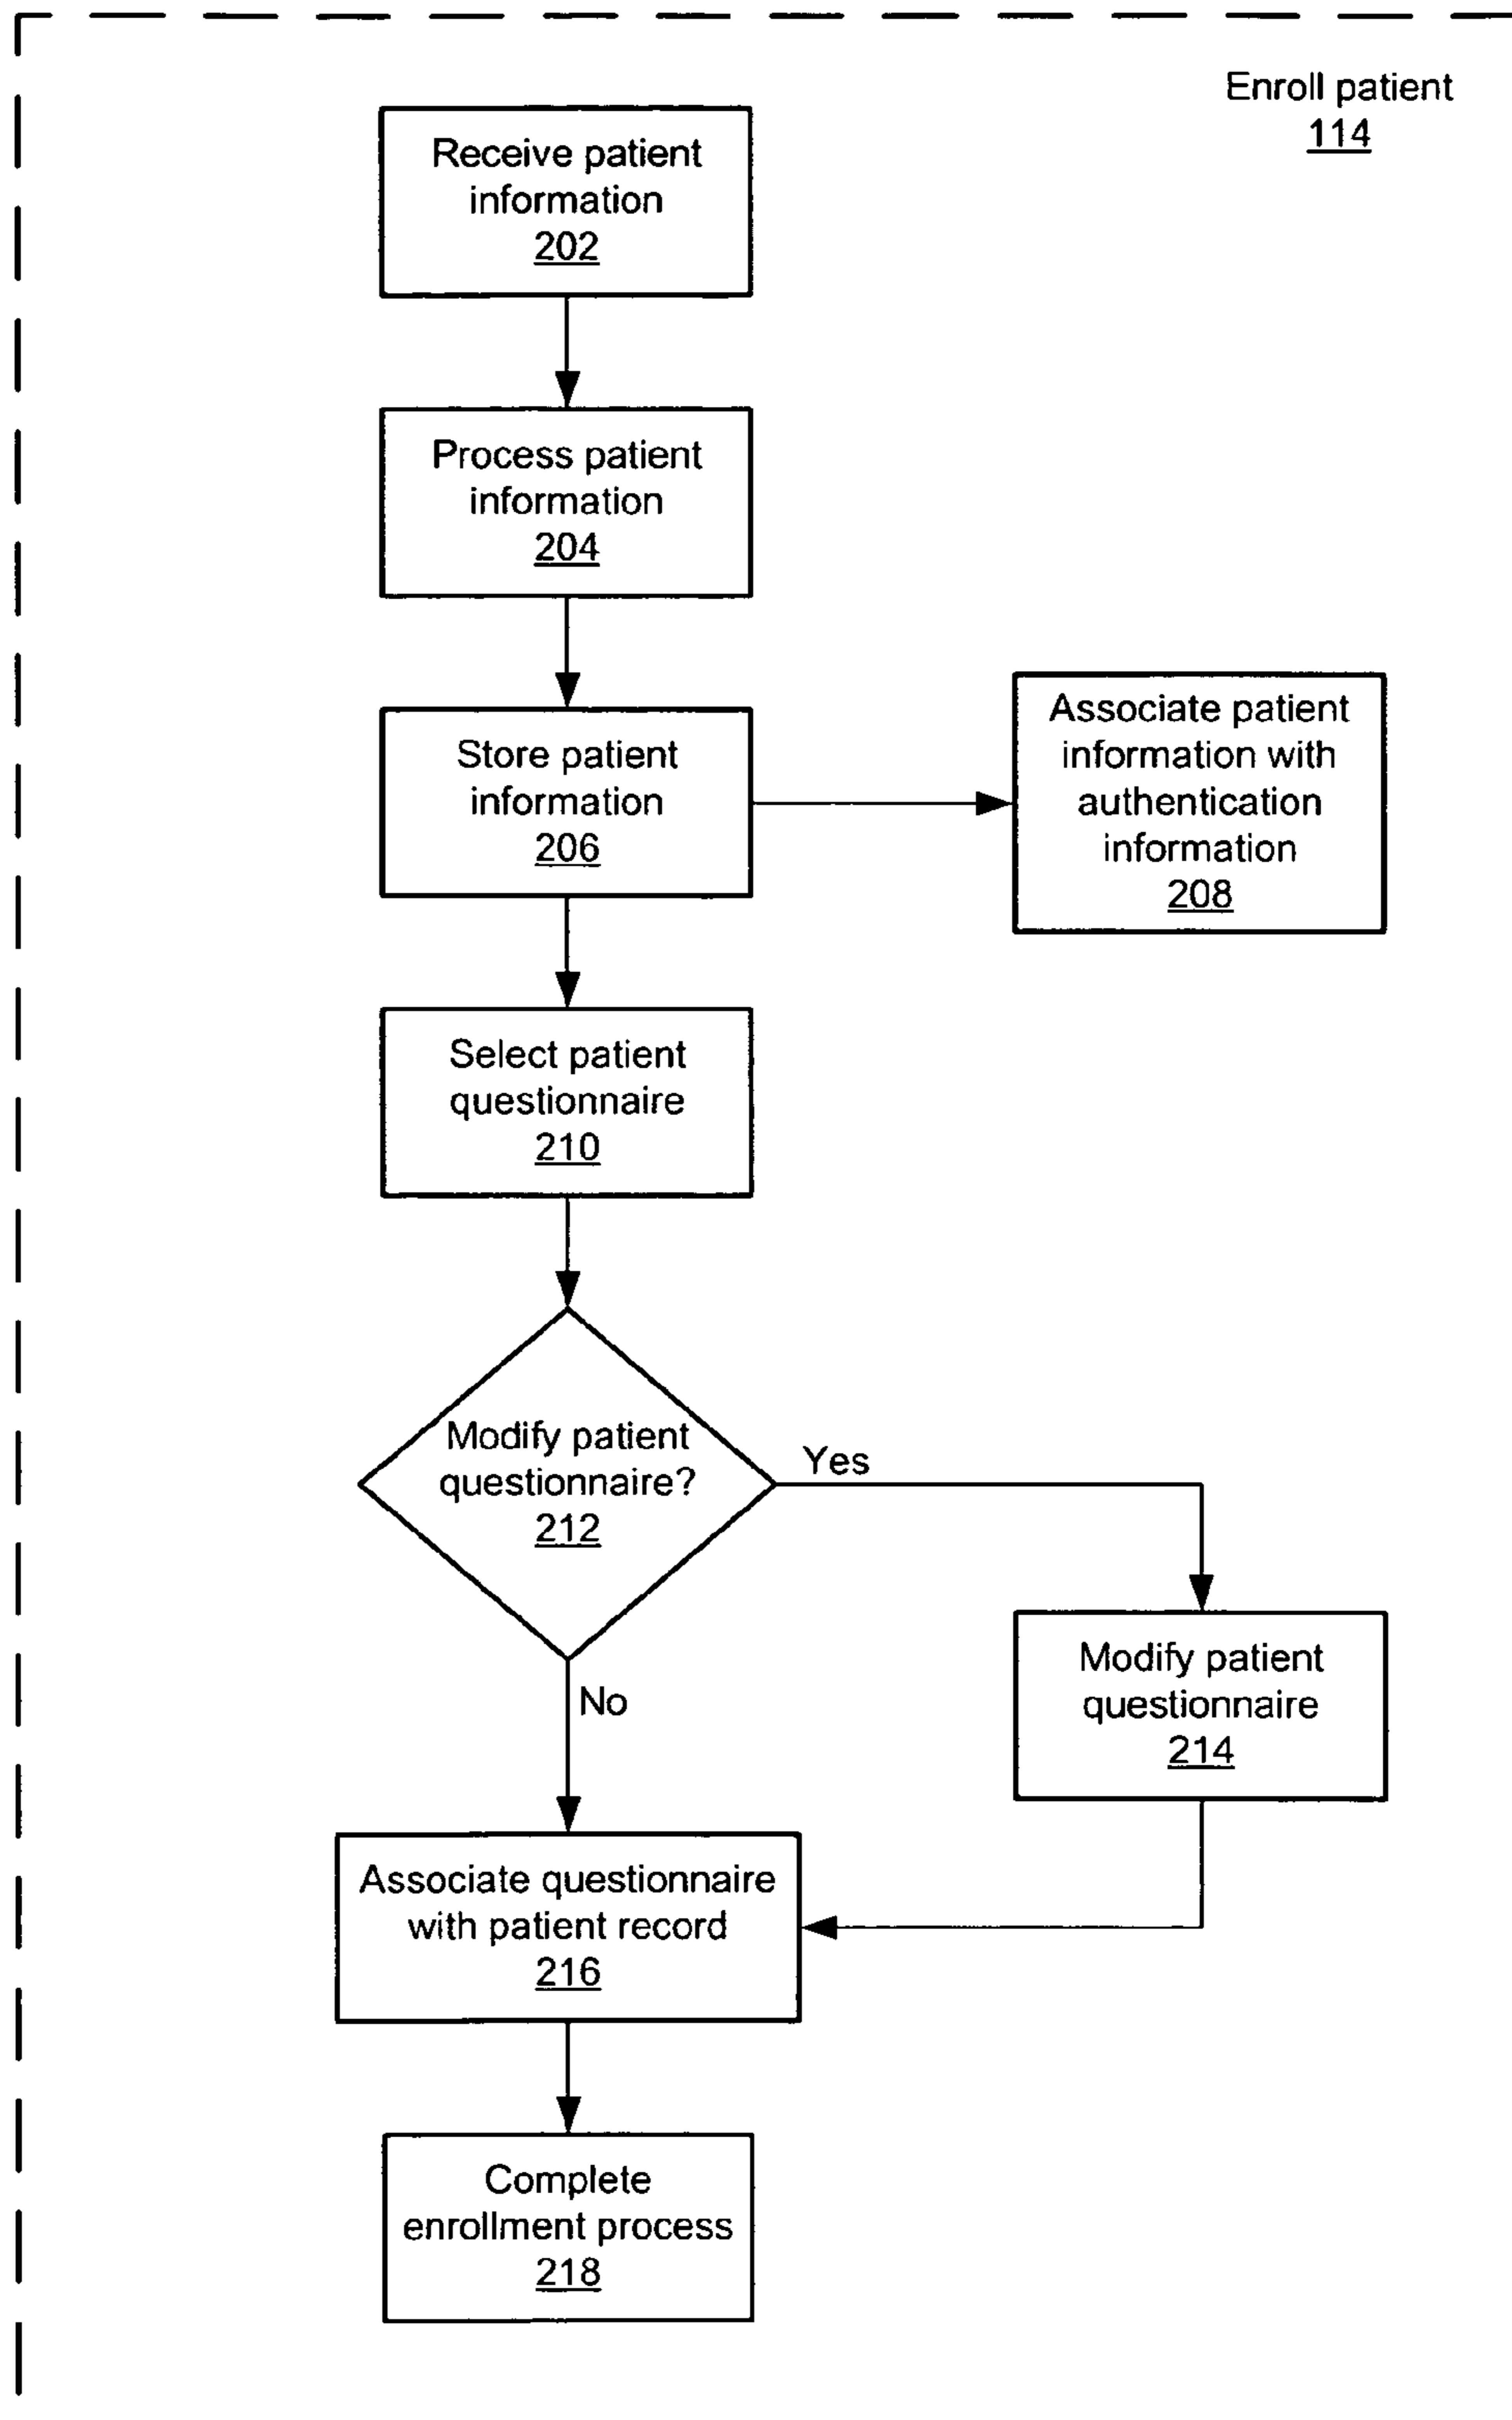 Enroll patient
114
Receive patient
information
202
Process patient
information
204
Store patient
information
206
Associate patient
information with
authentication
information
208
Select patient
questionnaire
210
Modify patient
questionnaire?
212
Yes
No
Modify patient
questionnaire
214
Associate questionnaire
with patient record
216
Complete
enrollment process
218